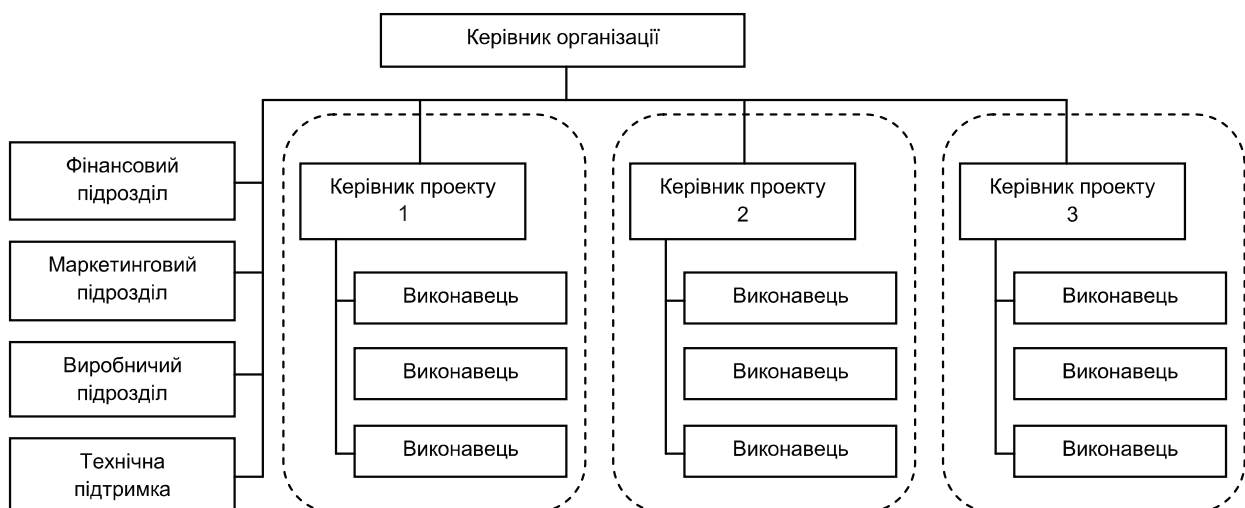 Керівник організації
Фінансовий
підрозділ
Маркетинговий
підрозділ
Виробничий
підрозділ
Технічна
підтримка
Керівник проекту
1
Виконавець
Виконавець
Виконавець
Керівник проекту
2
Виконавець
Виконавець
Виконавець
Керівник проекту
3
Виконавець
Виконавець
Виконавець